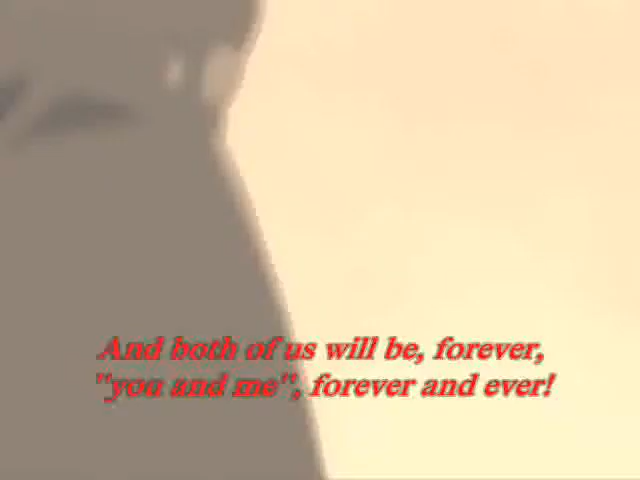 And both of us will be, forever,
"you and me", forever and ever!